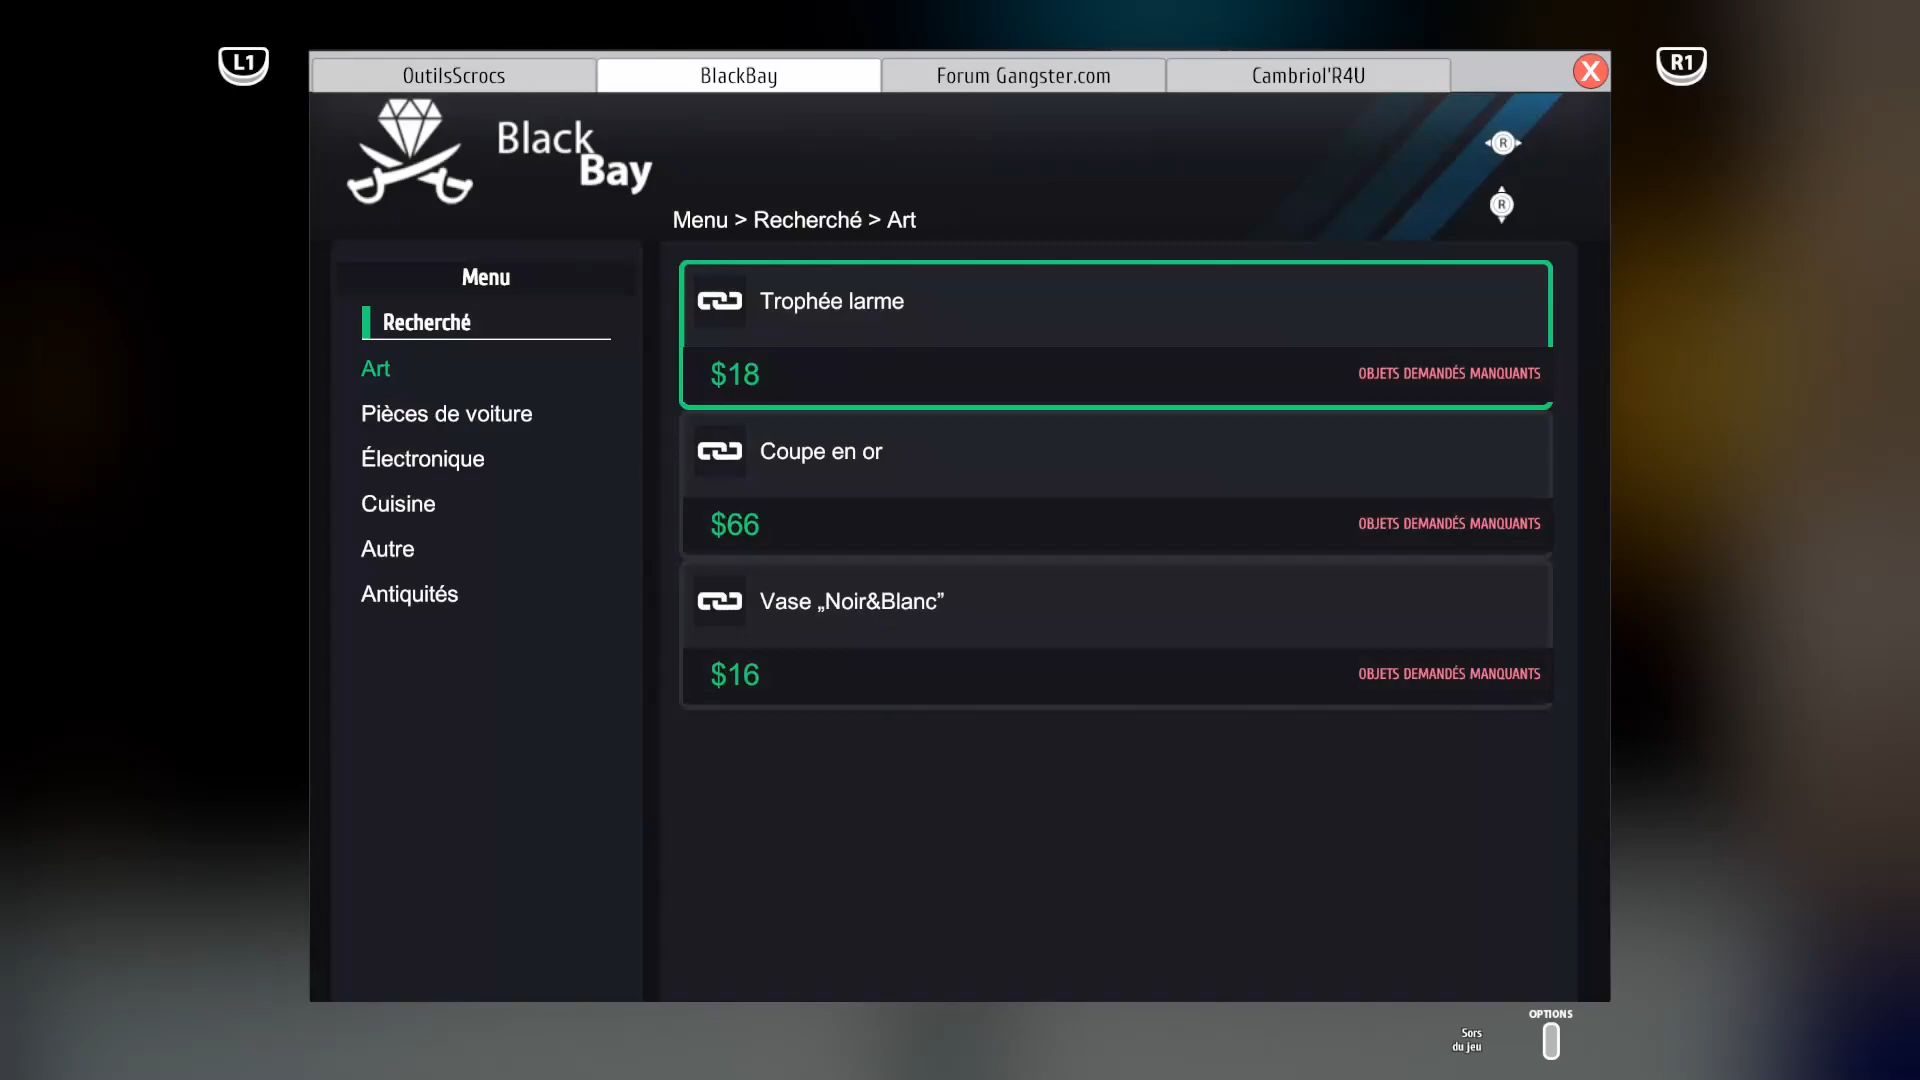 L1
R1
OutilsScrocs
BlackBay
Forum Gangster.com
Cambriol'R4U
X
Black
Bay
R
R
Menu > Recherché > Art
Menu
Recherché
Art
Pièces de voiture
Électronique
Cuisine
Autre
Antiquités
Trophée larme
$18
OBJETS DEMANDÉS MANQUANTS
Coupe en or
$66
OBJETS DEMANDÉS MANQUANTS
Vase „Noir&Blanc”
$16
OBJETS DEMANDÉS MANQUANTS
Sors
du jeu
OPTIONS